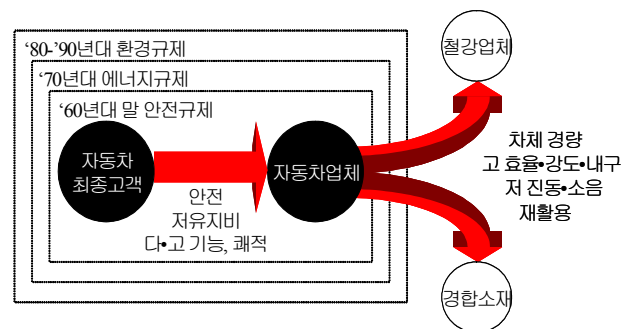 ‘80-’90년대 환경규제
‘70년대 에너지규제
‘60년대 말 안전규제
자동차
최종고객
안전
저유지비
다•고 기능, 쾌적
자동차업체
철강업체
차체 경량
고 효율•강도•내구
저 진동•소음
재활용
경합소재